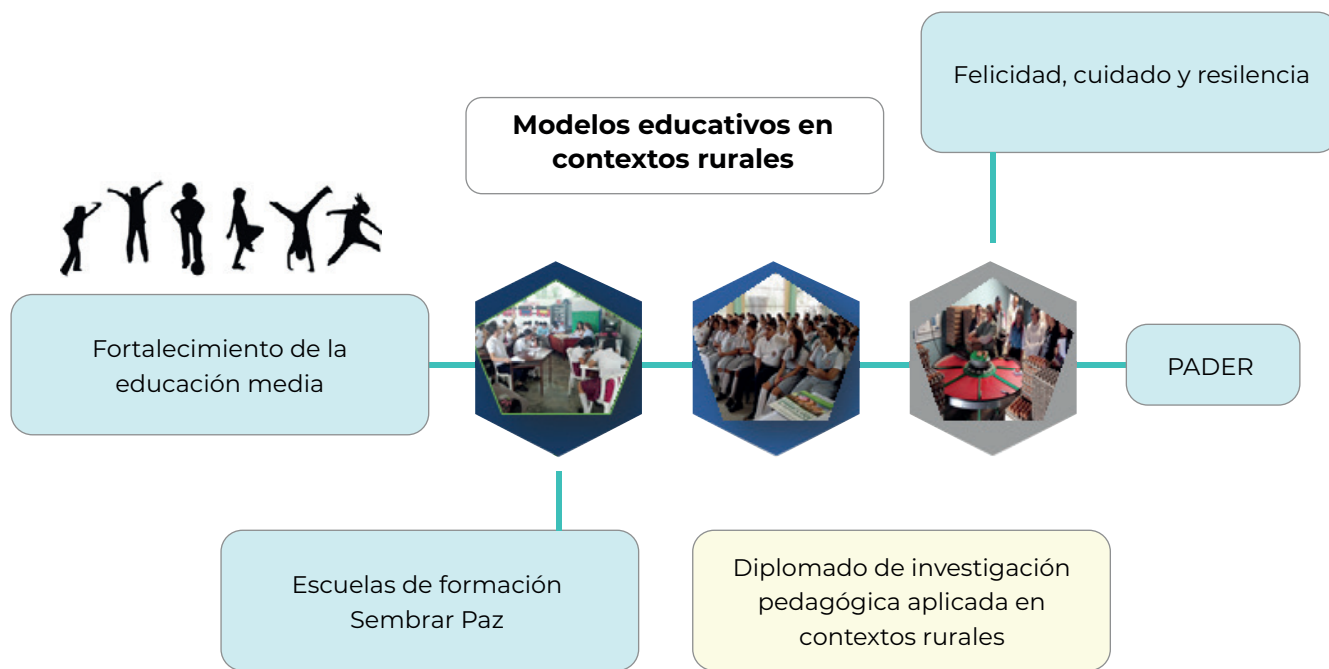 Felicidad, cuidado y resilencia
Modelos educativos en
contextos rurales
Fortalecimiento de la
educación media
PADER
Escuelas de formación
Sembrar Paz
Diplomado de investigación
pedagógica aplicada en
contextos rurales